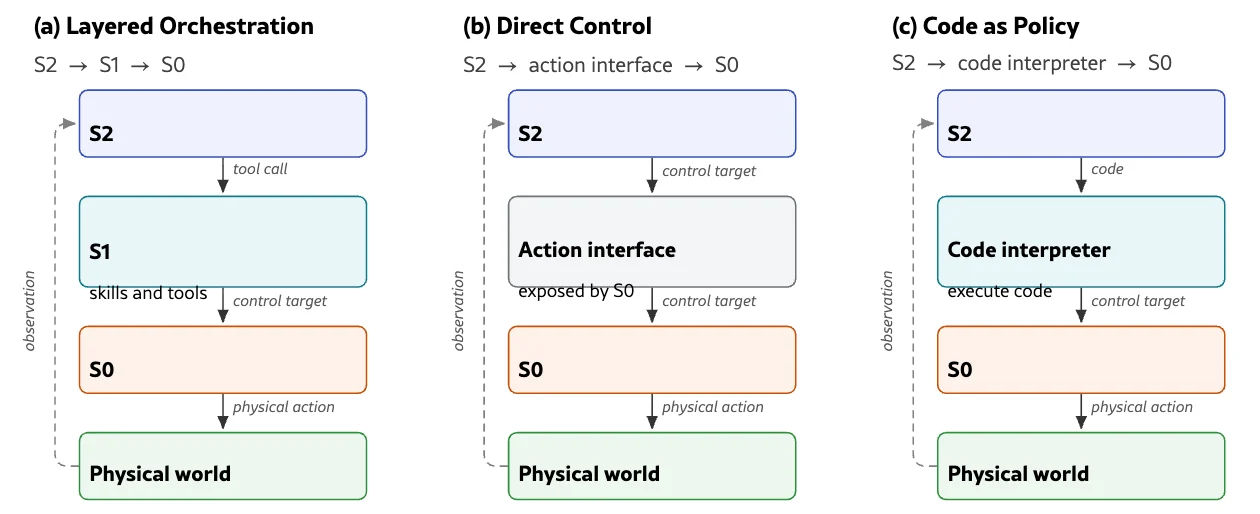 (a) Layered Orchestration
S2 → S1 → S0
S2
tool call
S1
skills and tools
control target
S0
physical action
Physical world
observation
(b) Direct Control
S2 → action interface → S0
S2
control target
Action interface
exposed by S0
control target
S0
physical action
Physical world
observation
(c) Code as Policy
S2 → code interpreter → S0
S2
code
Code interpreter
execute code
control target
S0
physical action
Physical world
observation